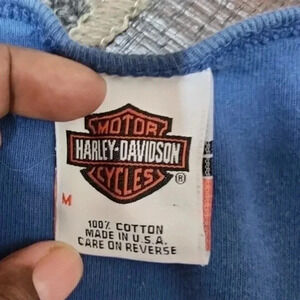 MOTOR
HARLEY-DAVIDSON
CYCLES ®
M
100% COTTON
MADE IN U.S.A.
CARE ON REVERSE